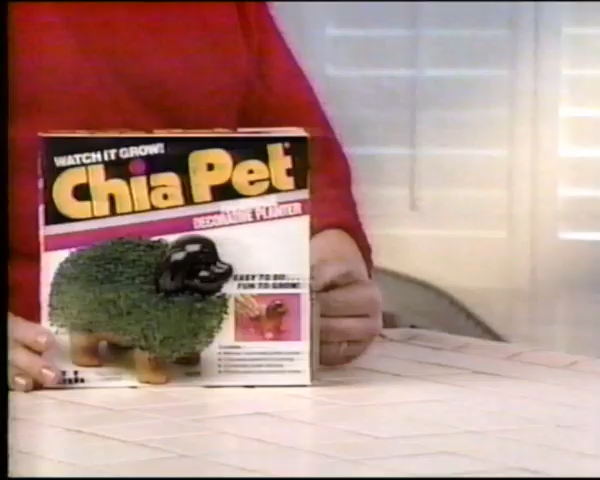 WATCH IT GROW!
Chia Pet®
DECORATIVE PLANTER
EASY TO DO...
FUN TO GROW!